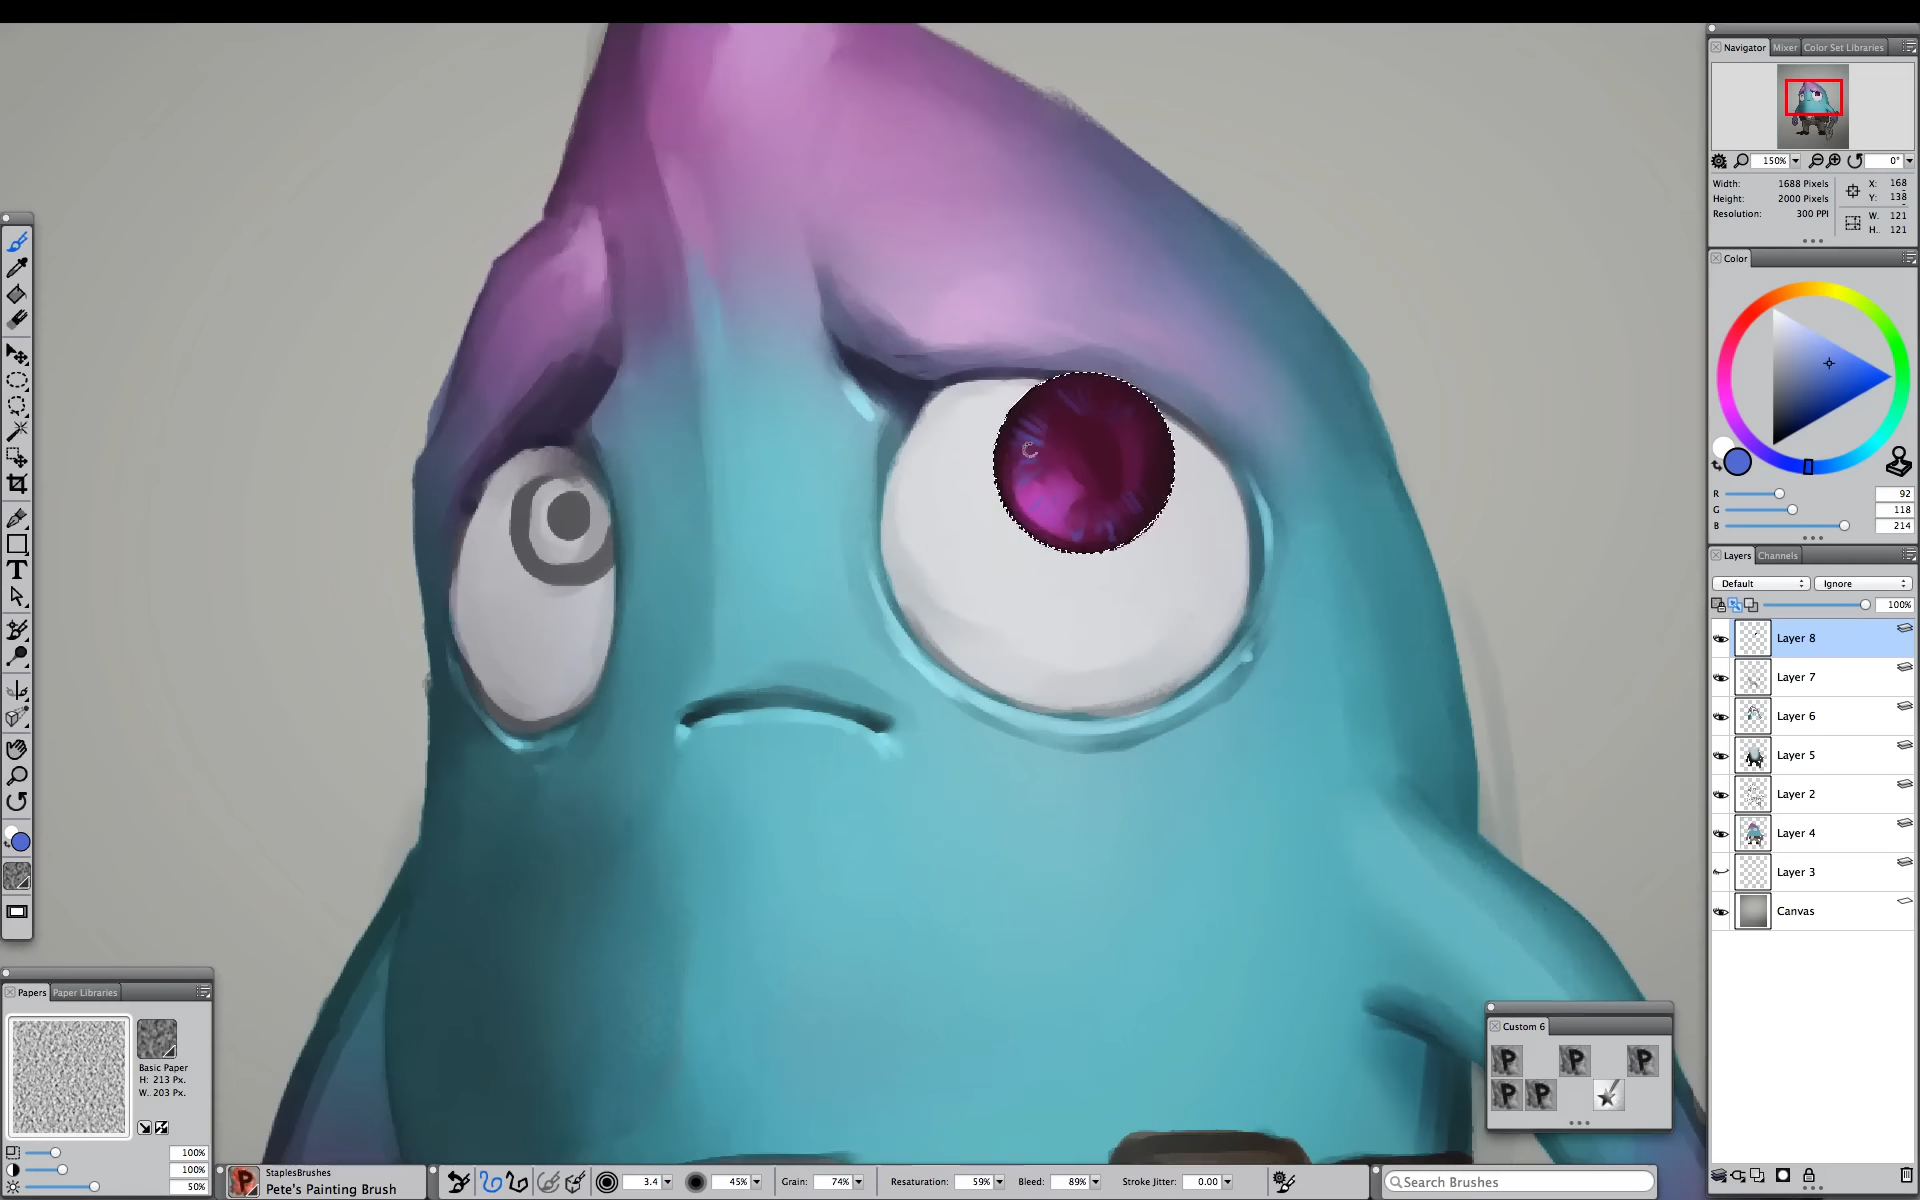 Navigator Mixer Color Set Libraries
150% 0°
Width: 1688 Pixels X: 168
Height: 2000 Pixels Y: 138
Resolution: 300 PPI W. 121
H.. 121
Color
R 92
G 118
B 214
Layers Channels
Default Ignore
100%
Layer 8
Layer 7
Layer 6
Layer 5
Layer 2
Layer 4
Layer 3
Canvas
T
Papers Paper Libraries
Basic Paper
H: 213 Px.
W.. 203 Px.
100%
100%
50%
Custom 6
P P P
P P
P
StaplesBrushes
Pete's Painting Brush
3.4 45% Grain: 74% Resaturation: 59% Bleed: 89% Stroke Jitter: 0.00
Search Brushes